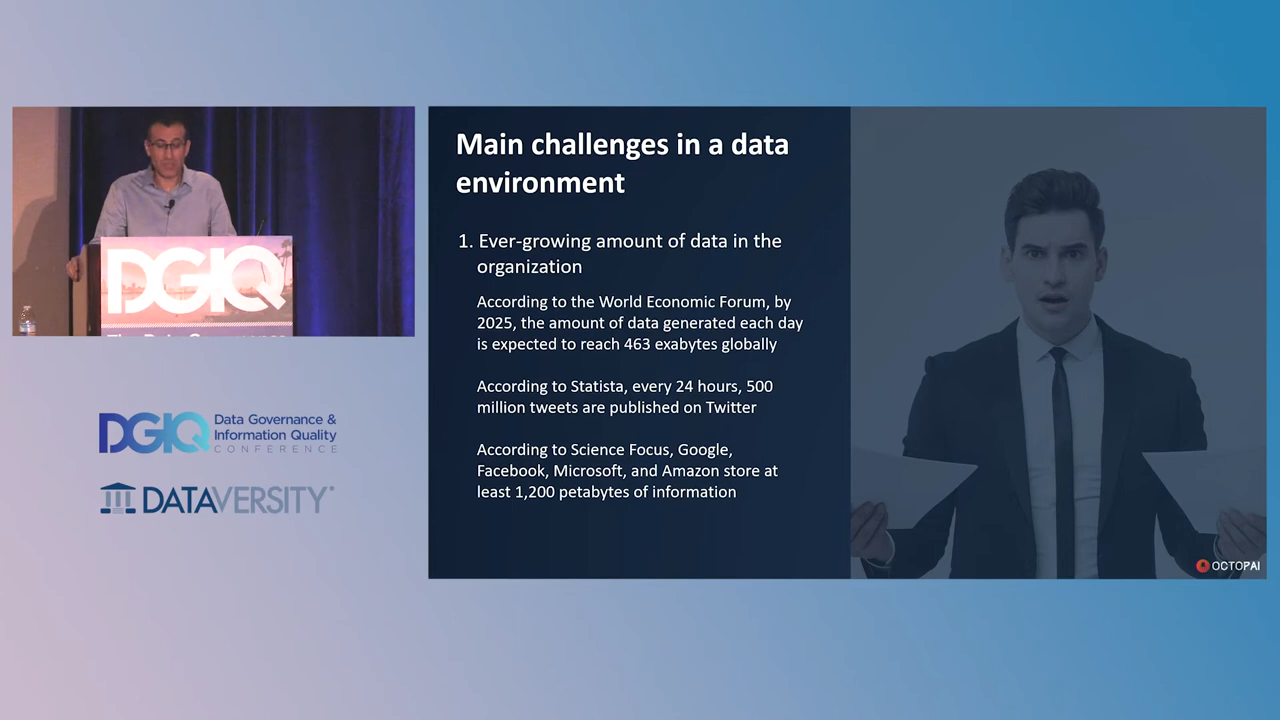 DGIQ
Main challenges in a data
environment
1. Ever-growing amount of data in the
organization
According to the World Economic Forum, by
2025, the amount of data generated each day
is expected to reach 463 exabytes globally
According to Statista, every 24 hours, 500
million tweets are published on Twitter
According to Science Focus, Google,
Facebook, Microsoft, and Amazon store at
least 1,200 petabytes of information
OCTOPAI
DGIQ
Data Governance &
Information Quality
CONFERENCE
DATAVERSITY